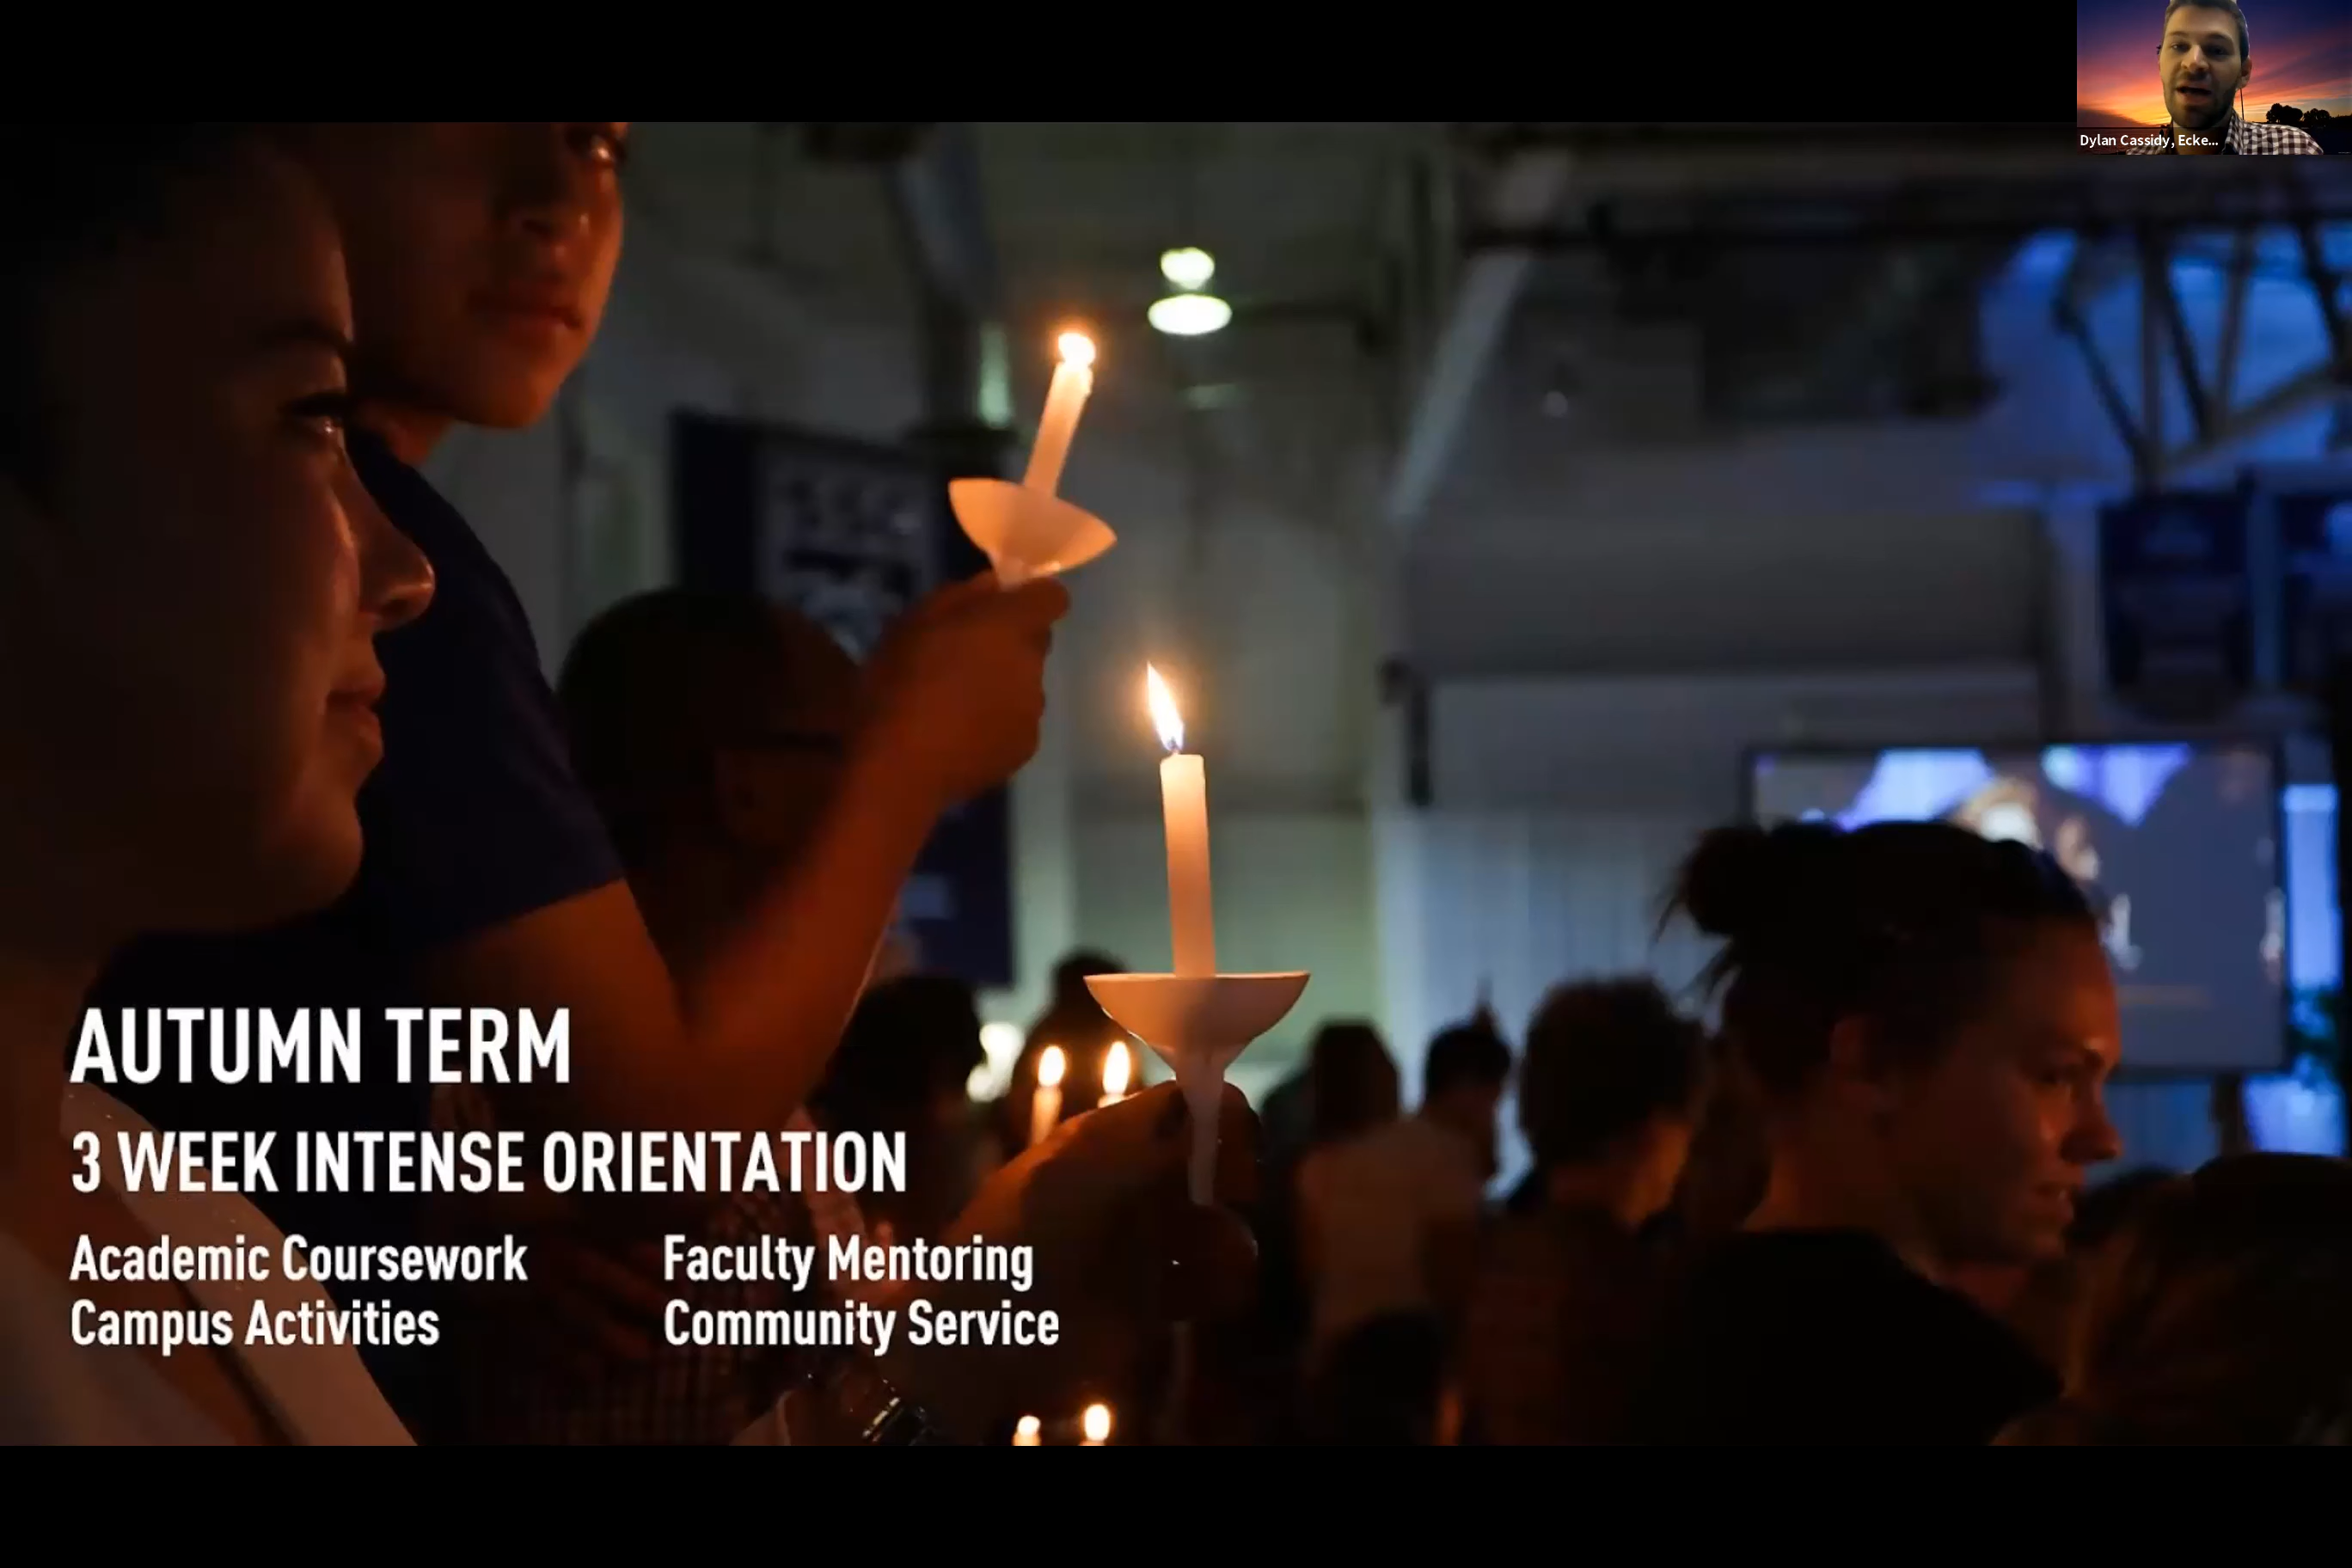 Dylan Cassidy, Ecke...
AUTUMN TERM
3 WEEK INTENSE ORIENTATION
Academic Coursework
Faculty Mentoring
Campus Activities
Community Service